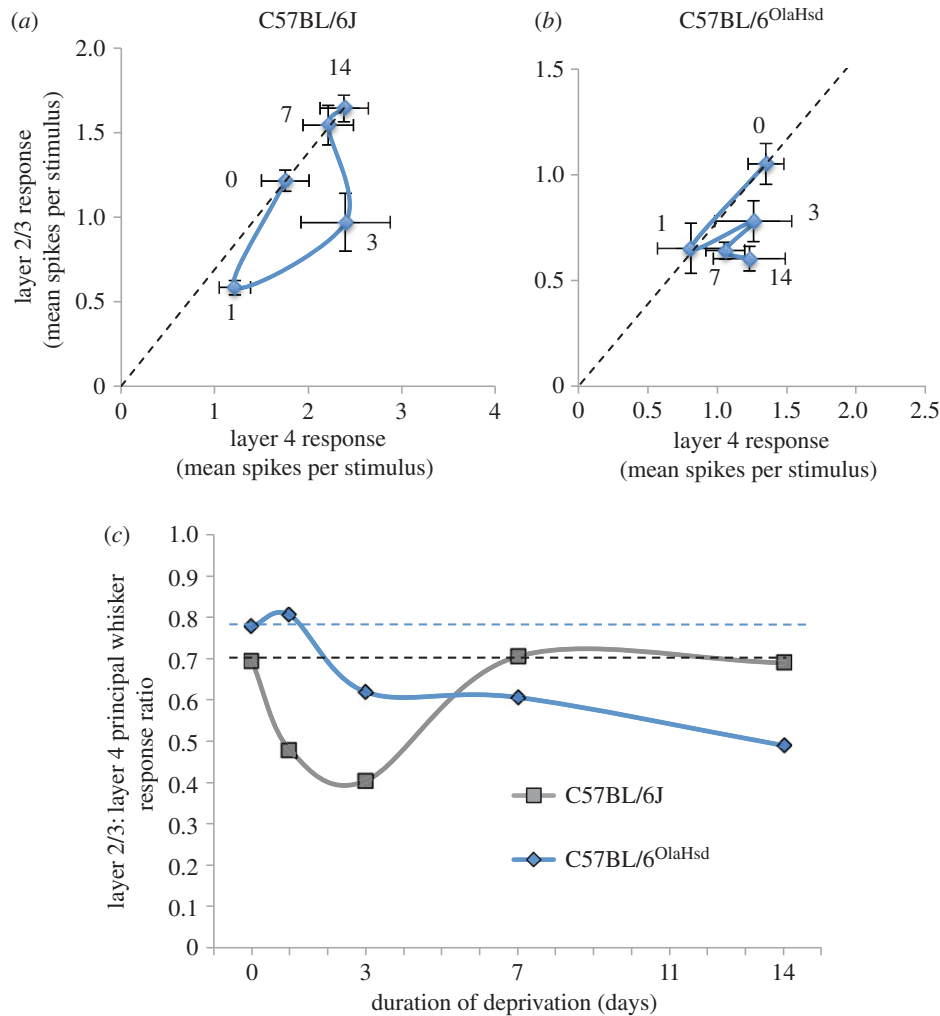 (a)
C57BL/6J
2.0
1.5
1.0
0.5
0
layer 2/3 response
(mean spikes per stimulus)
14
7
0
3
1
0
1
2
3
4
layer 4 response
(mean spikes per stimulus)
(b)
C57BL/6OlaHsd
1.5
1.0
0.5
0
0
1
3
7
14
0
0.5
1.0
1.5
2.0
2.5
layer 4 response
(mean spikes per stimulus)
(c)
1.0
0.9
0.8
0.7
0.6
0.5
0.4
0.3
0.2
0.1
0
layer 2/3: layer 4 principal whisker
response ratio
C57BL/6J
C57BL/6OlaHsd
0
3
7
11
14
duration of deprivation (days)